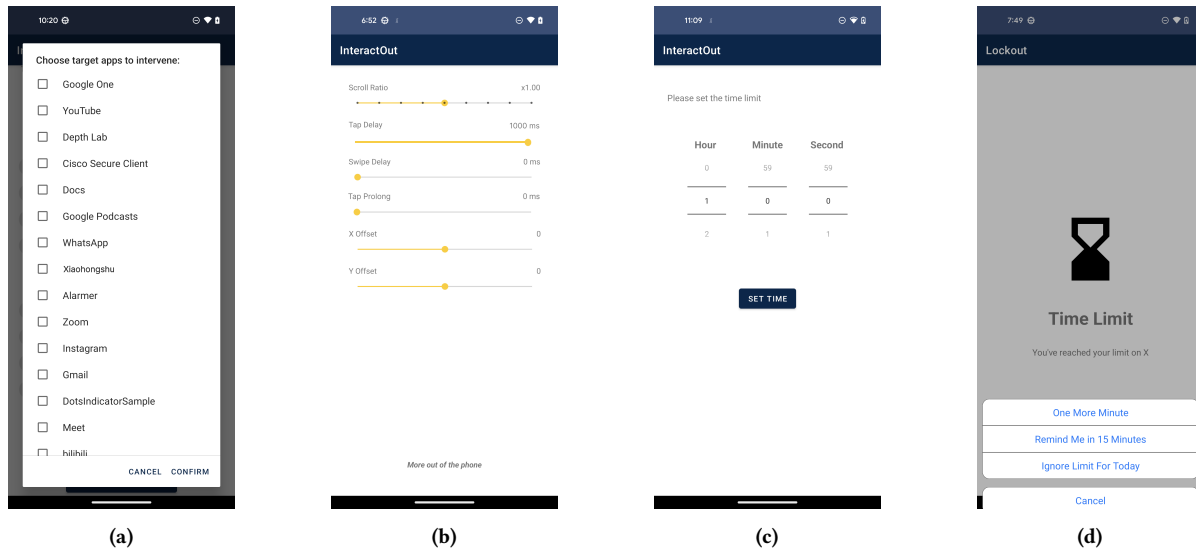 10:20
Choose target apps to intervene:
Google One
YouTube
Depth Lab
Cisco Secure Client
Docs
Google Podcasts
WhatsApp
Xiaohongshu
Alarmer
Zoom
Instagram
Gmail
DotsIndicatorSample
Meet
bilibili
CANCEL CONFIRM
(a)
6:52
InteractOut
Scroll Ratio x1.00
Tap Delay 1000 ms
Swipe Delay 0 ms
Tap Prolong 0 ms
X Offset 0
Y Offset 0
More out of the phone
(b)
11:09
InteractOut
Please set the time limit
Hour Minute Second
0 59 59
1 0 0
2 1 1
SET TIME
(c)
7:49
Lockout
Time Limit
You've reached your limit on X
One More Minute
Remind Me in 15 Minutes
Ignore Limit For Today
Cancel
(d)